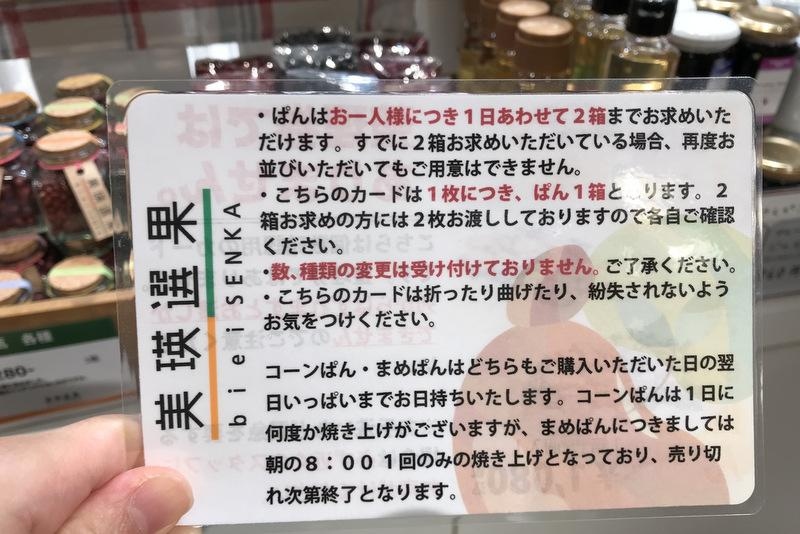 ・ぱんはお一人様につき１日あわせて２箱までお求めいた
だけます。すでに２箱お求めいただいている場合、再度お
並びいただいてもご用意はできません。
・こちらのカードは１枚につき、ぱん１箱となります。２
箱お求めの方には２枚お渡ししておりますので各自ご確認
ください。
・数、種類の変更は受け付けておりません。ご了承ください。
・こちらのカードは折ったり曲げたり、紛失されないよう
お気をつけください。
コーンぱん・まめぱんはどちらもご購入いただいた日の翌
日いっぱいまでお日持ちいたします。コーンぱんは１日に
何度か焼き上げがございますが、まめぱんにつきましては
朝の８：００１回のみの焼き上げとなっており、売り切
れ次第終了となります。
美瑛選果
biei SENKA
各種
280-